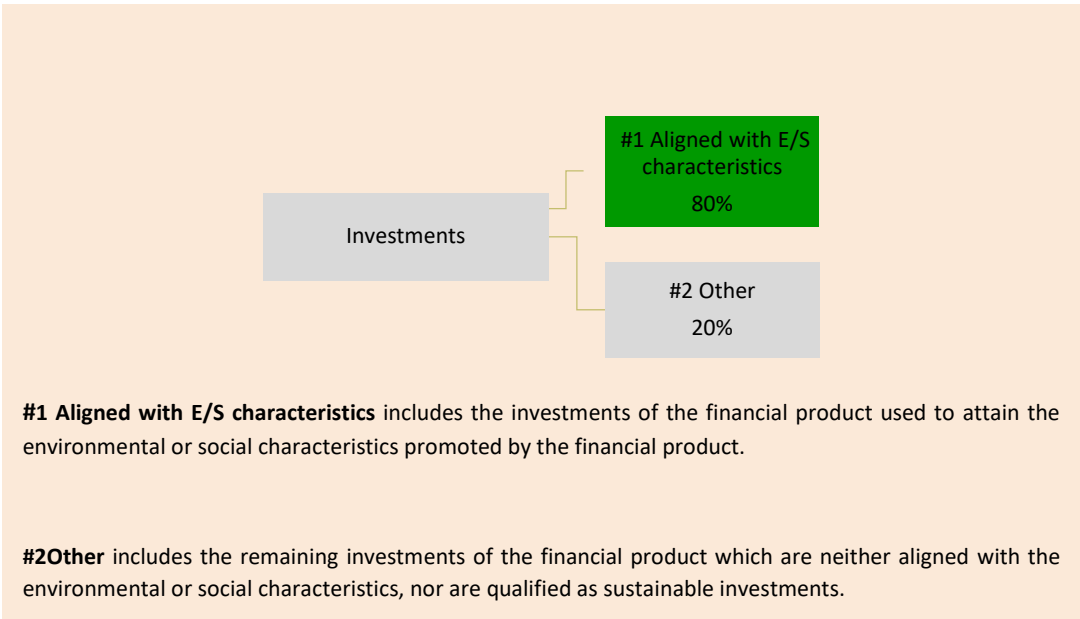 #1 Aligned with E/S
characteristics
80%
Investments
#2 Other
20%
#1 Aligned with E/S characteristics includes the investments of the financial product used to attain the
environmental or social characteristics promoted by the financial product.
#2Other includes the remaining investments of the financial product which are neither aligned with the
environmental or social characteristics, nor are qualified as sustainable investments.